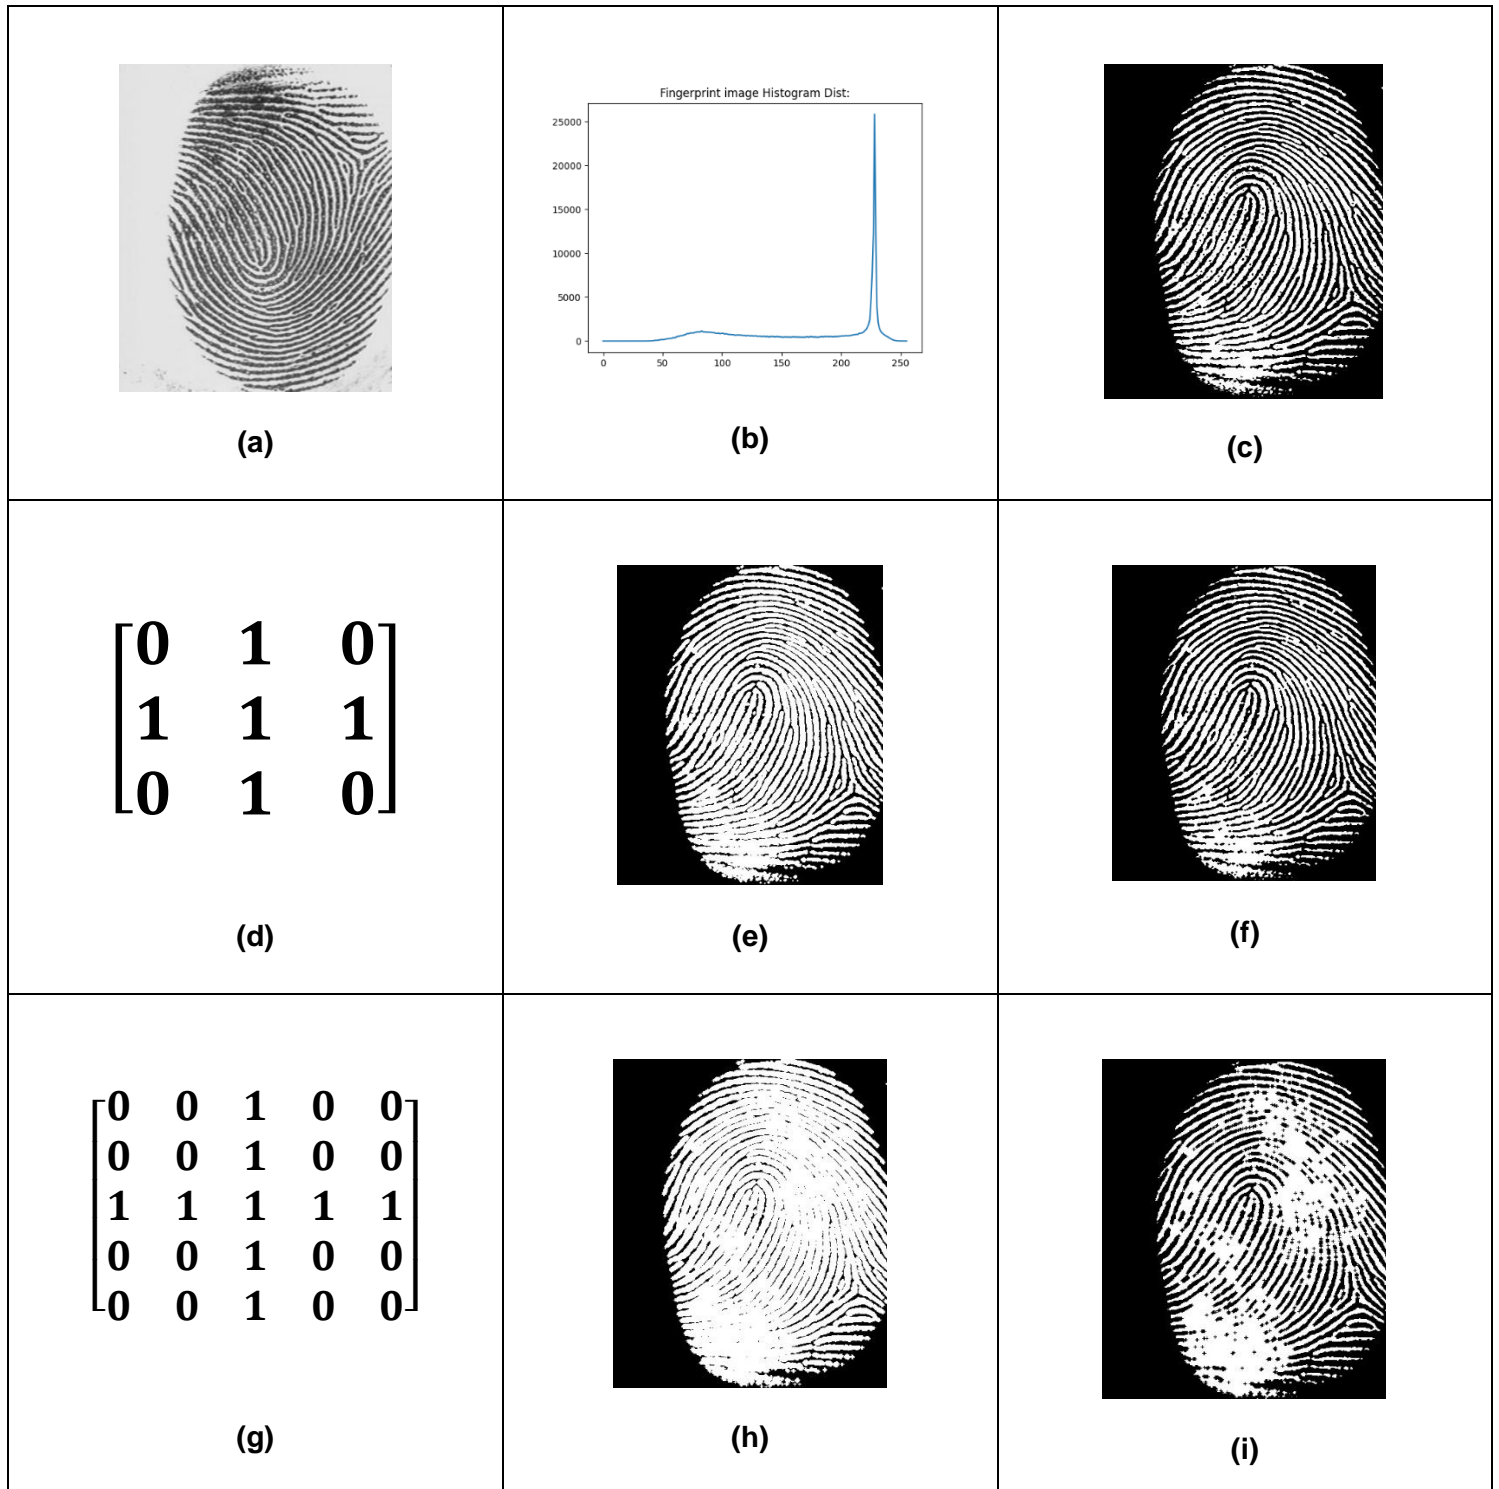 Fingerprint image Histogram Dist:
25000
20000
15000
10000
5000
0
0 50 100 150 200 250
(a)
(b)
(c)
0 1 0
1 1 1
0 1 0
(d)
(e)
(f)
0 0 1 0 0
0 0 1 0 0
1 1 1 1 1
0 0 1 0 0
0 0 1 0 0
(g)
(h)
(i)